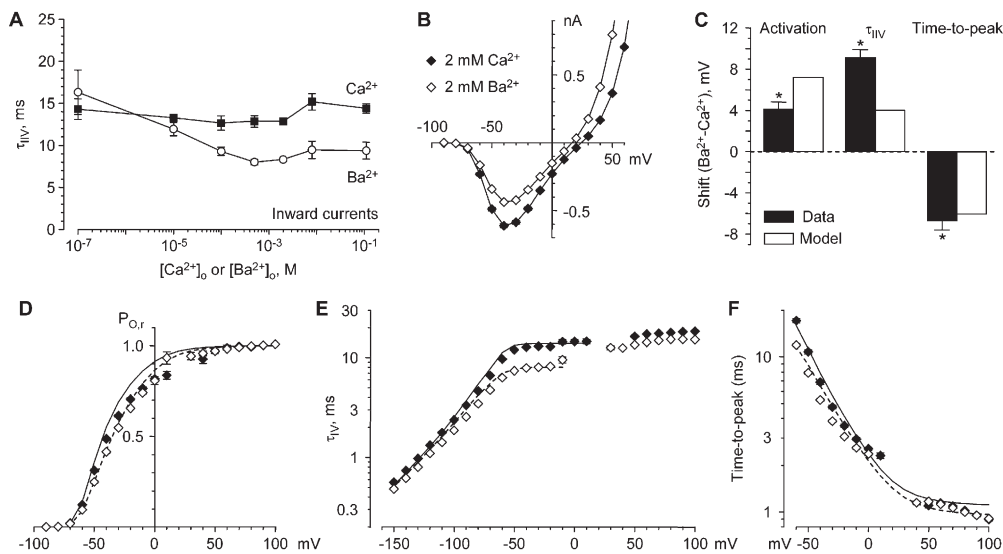 A
25
20
15
10
5
0
τIIV, ms
Ca²⁺
Ba²⁺
Inward currents
10⁻⁷
10⁻⁵
10⁻³
10⁻¹
[Ca²⁺]o or [Ba²⁺]o, M
B
nA
2 mM Ca²⁺
2 mM Ba²⁺
0.5
-100
-50
50
mV
-0.5
C
Activation
τIIV
Time-to-peak
12
8
4
0
-4
-8
Shift (Ba²⁺-Ca²⁺), mV
*
*
*
Data
Model
D
PO,r
1.0
0.5
-100
-50
0
50
100
mV
E
30
10
3
1
0.3
τIV, ms
-150
-100
-50
0
50
100
mV
F
10
3
1
Time-to-peak (ms)
mV
-50
0
50
100